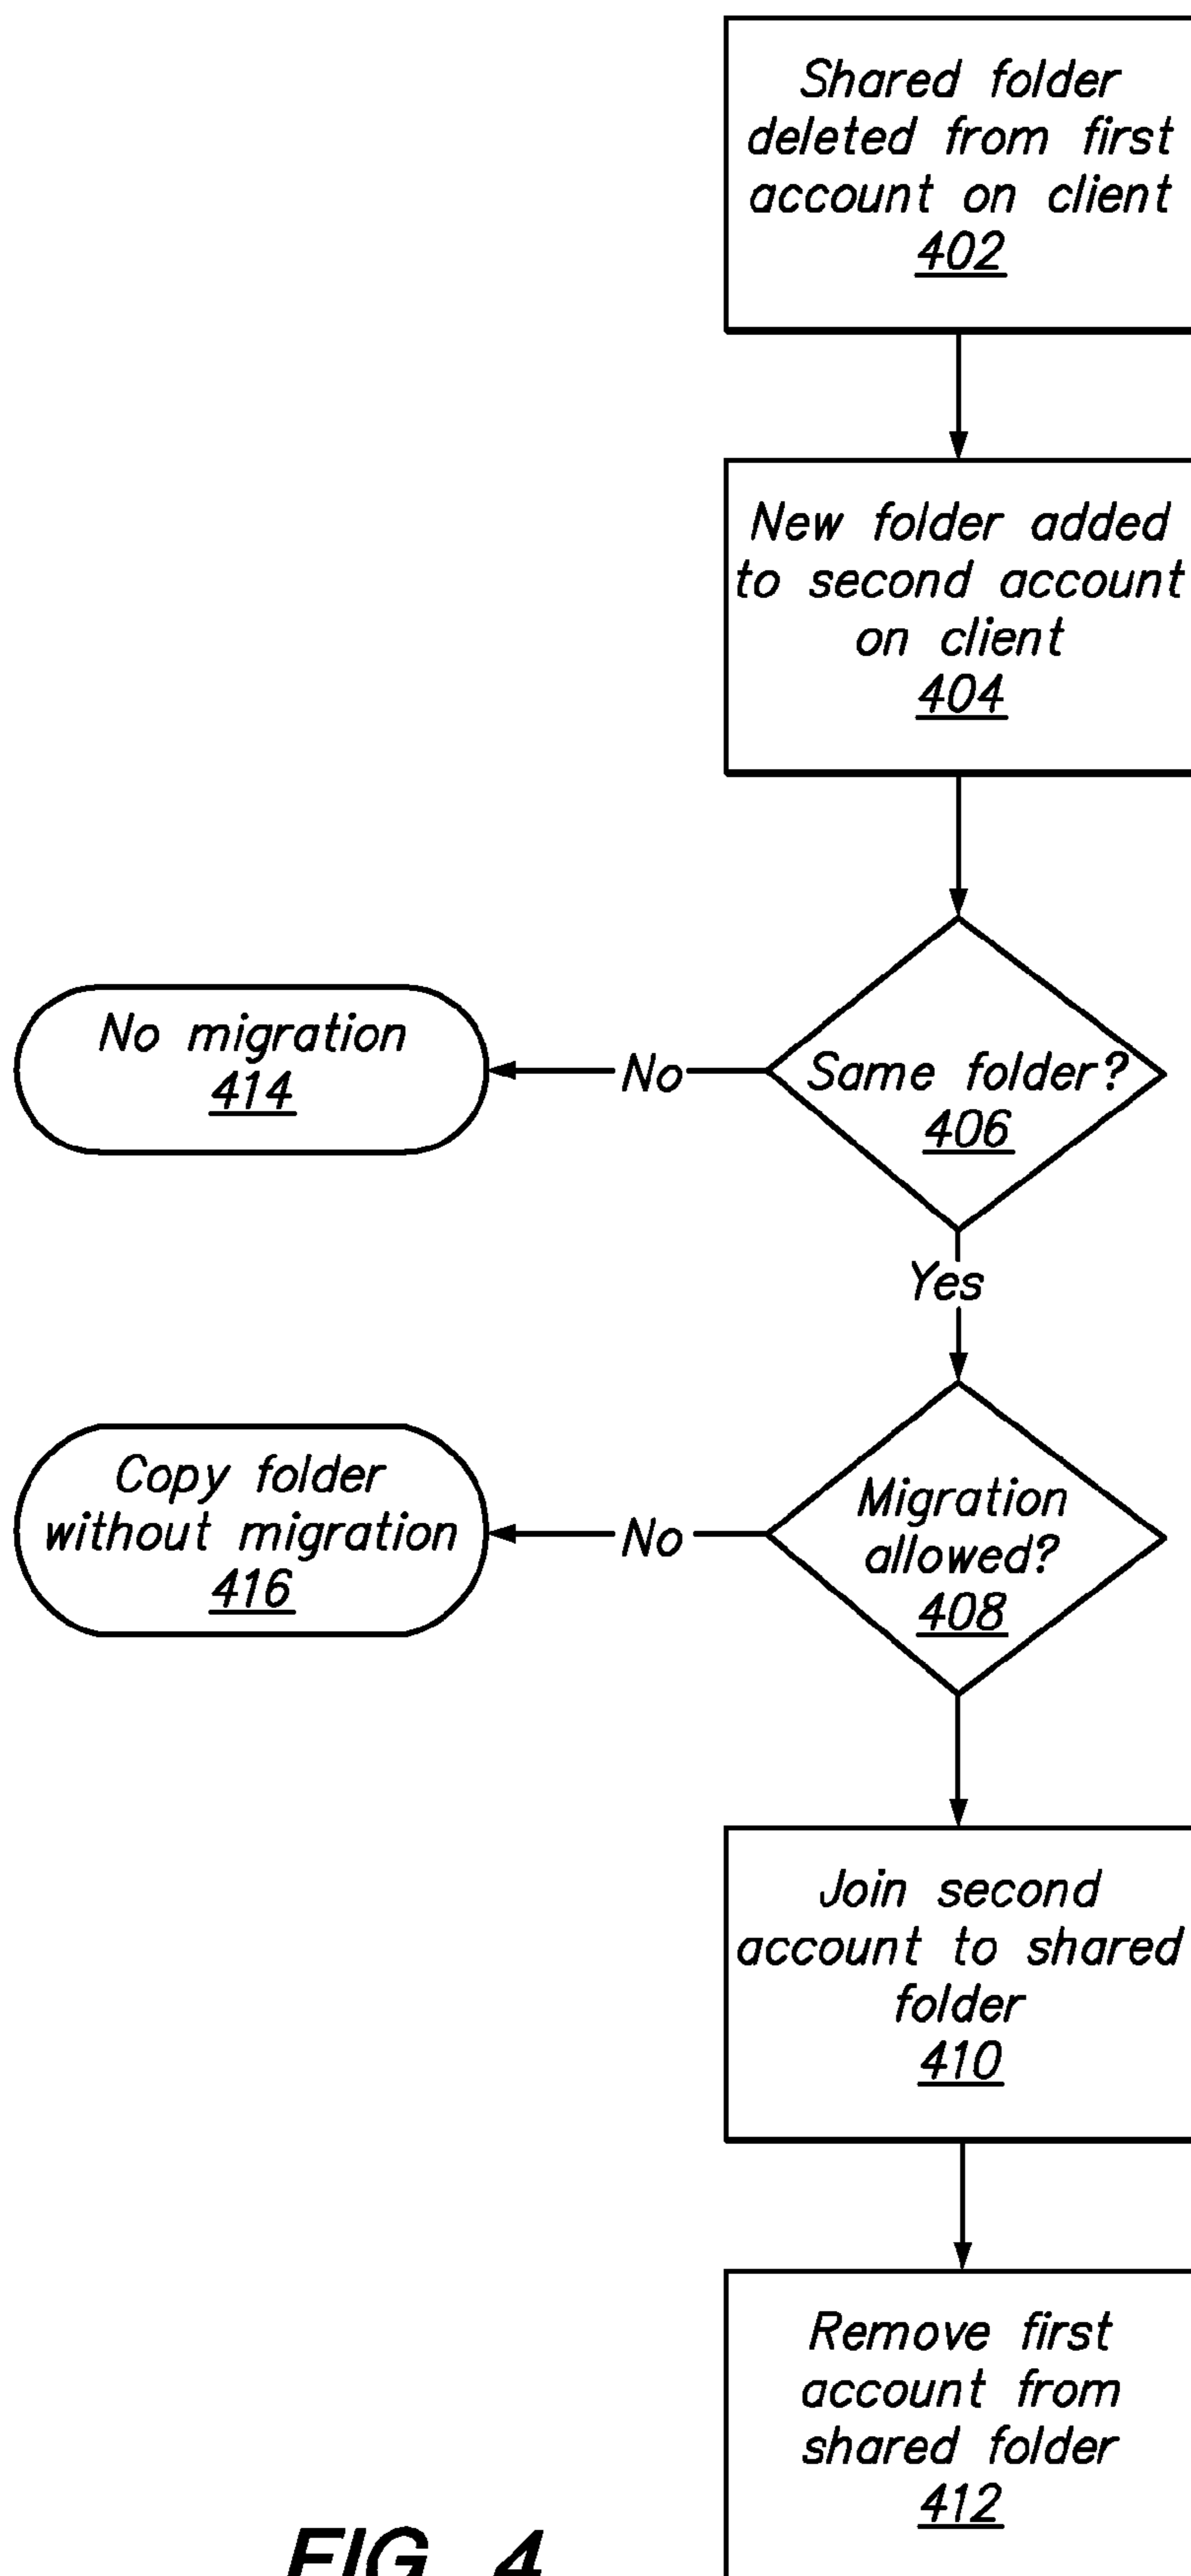 Shared folder
deleted from first
account on client
402
New folder added
to second account
on client
404
Same folder?
406
No
No migration
414
Yes
Migration
allowed?
408
No
Copy folder
without migration
416
Join second
account to shared
folder
410
Remove first
account from
shared folder
412
FIG. 4